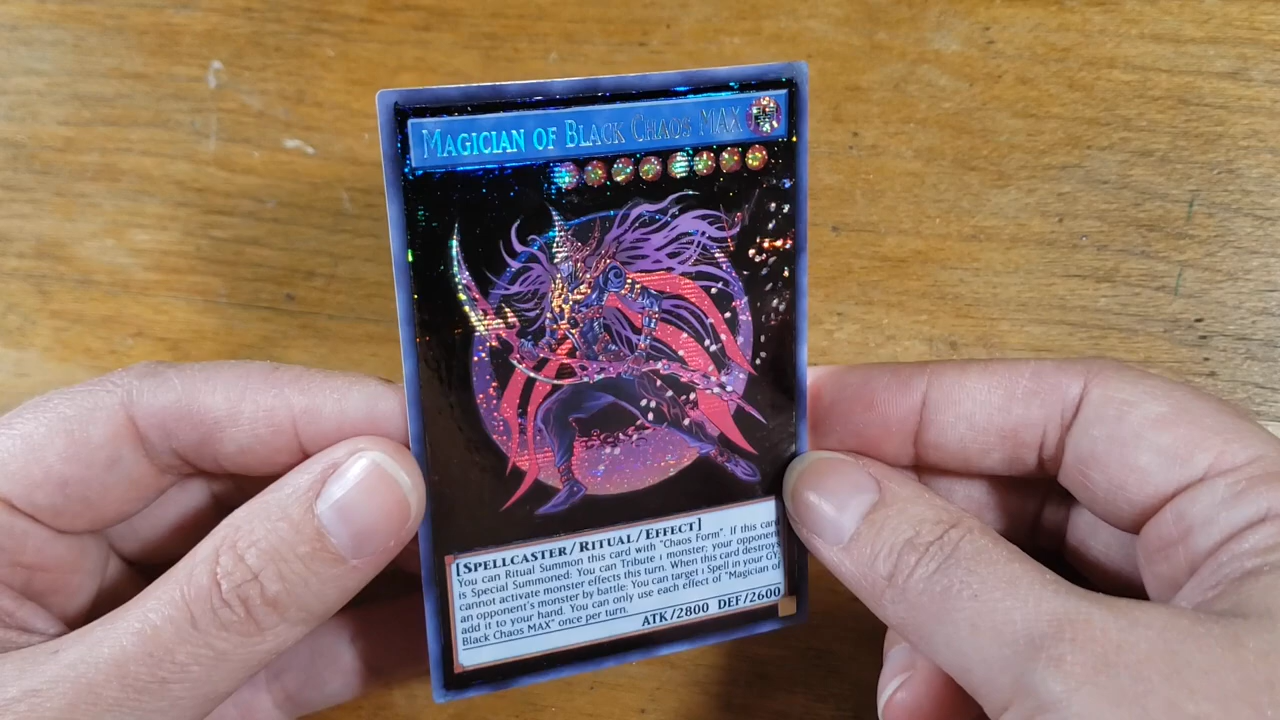 MAGICIAN OF BLACK CHAOS MAX 闇
[SPELLCASTER/RITUAL/EFFECT]
You can Ritual Summon this card with "Chaos Form". If this card
is Special Summoned: You can Tribute 1 monster; your opponent
cannot activate monster effects this turn. When this card destroys
an opponent's monster by battle: You can target 1 Spell in your GY;
add it to your hand. You can only use each effect of "Magician of
Black Chaos MAX" once per turn.
ATK/2800 DEF/2600